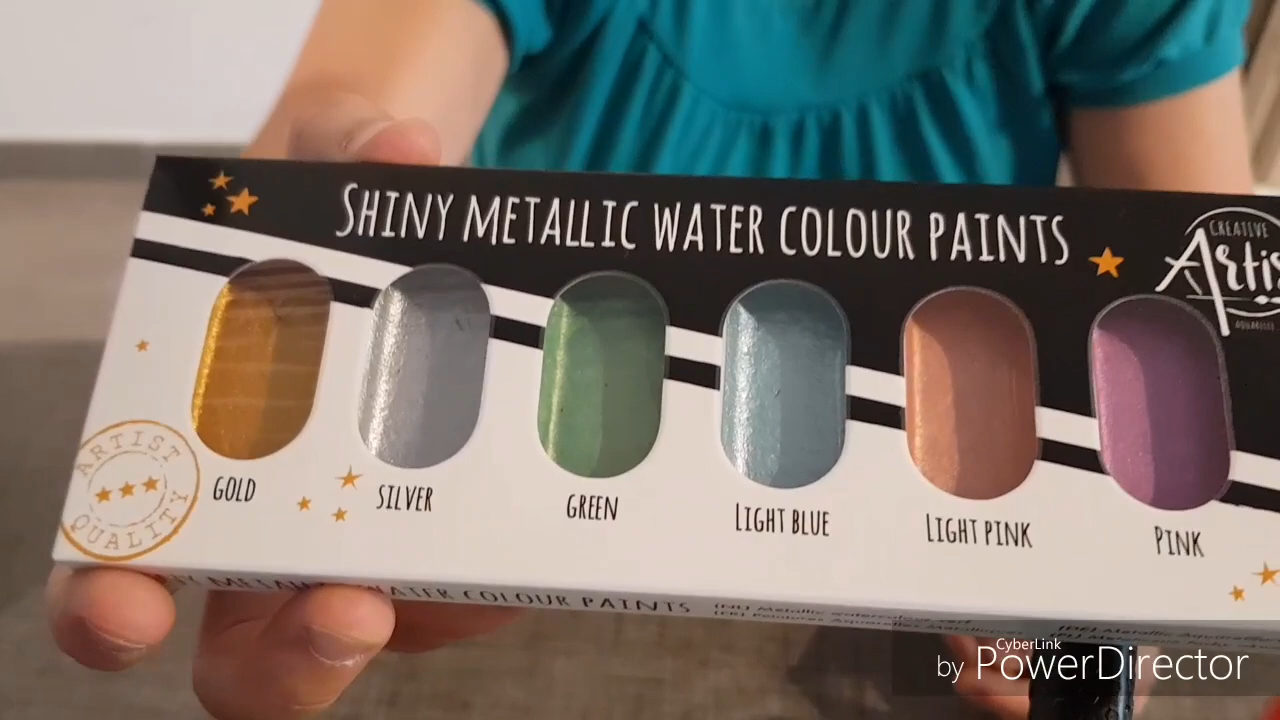 SHINY METALLIC WATER COLOUR PAINTS
CREATIVE
Artis
ARTIST
QUALITY
GOLD
SILVER
GREEN
LIGHT BLUE
LIGHT PINK
PINK
WATER COLOUR PAINTS
CyberLink
by PowerDirector